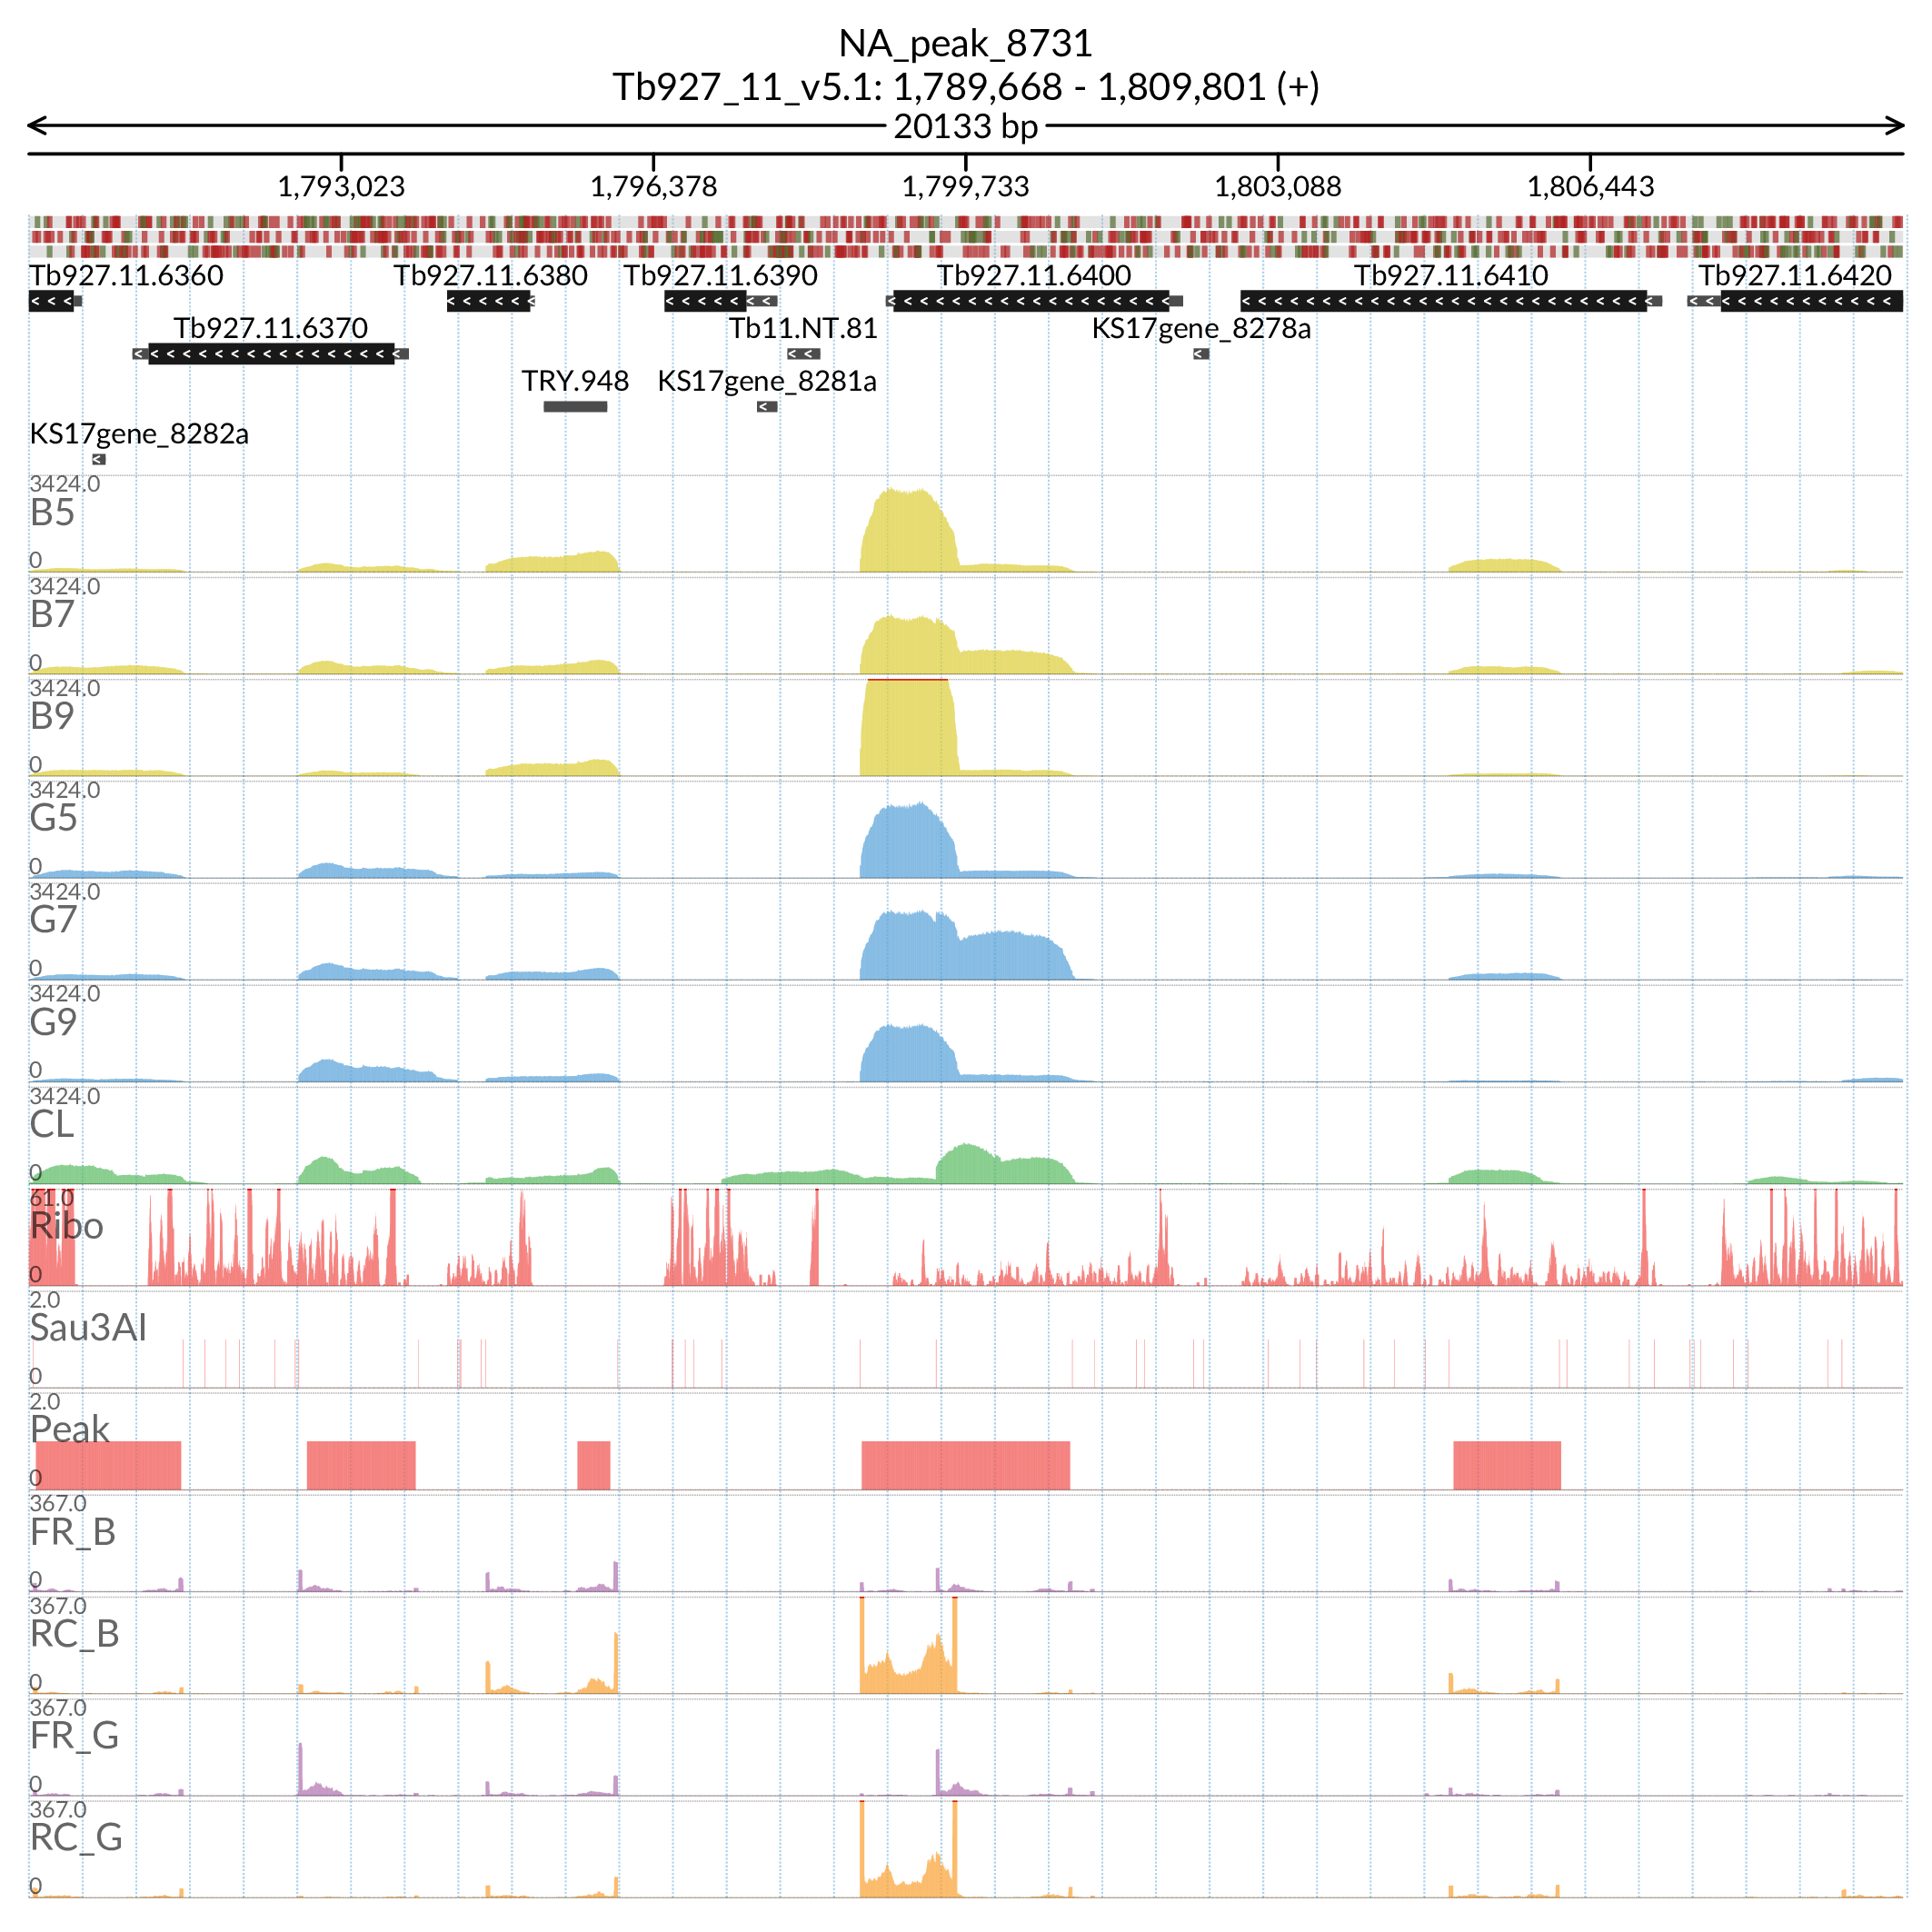 NA_peak_8731
Tb927_11_v5.1: 1,789,668 - 1,809,801 (+)
20133 bp
1,793,023 1,796,378 1,799,733 1,803,088 1,806,443
Tb927.11.6360 Tb927.11.6380 Tb927.11.6390 Tb927.11.6400 Tb927.11.6410 Tb927.11.6420
Tb927.11.6370 Tb11.NT.81 KS17gene_8278a
TRY.948 KS17gene_8281a
KS17gene_8282a
3424.0
B5
0
3424.0
B7
0
3424.0
B9
0
3424.0
G5
0
3424.0
G7
0
3424.0
G9
0
3424.0
CL
0
61.0
Ribo
0
2.0
Sau3AI
0
2.0
Peak
0
367.0
FR_B
0
367.0
RC_B
0
367.0
FR_G
0
367.0
RC_G
0